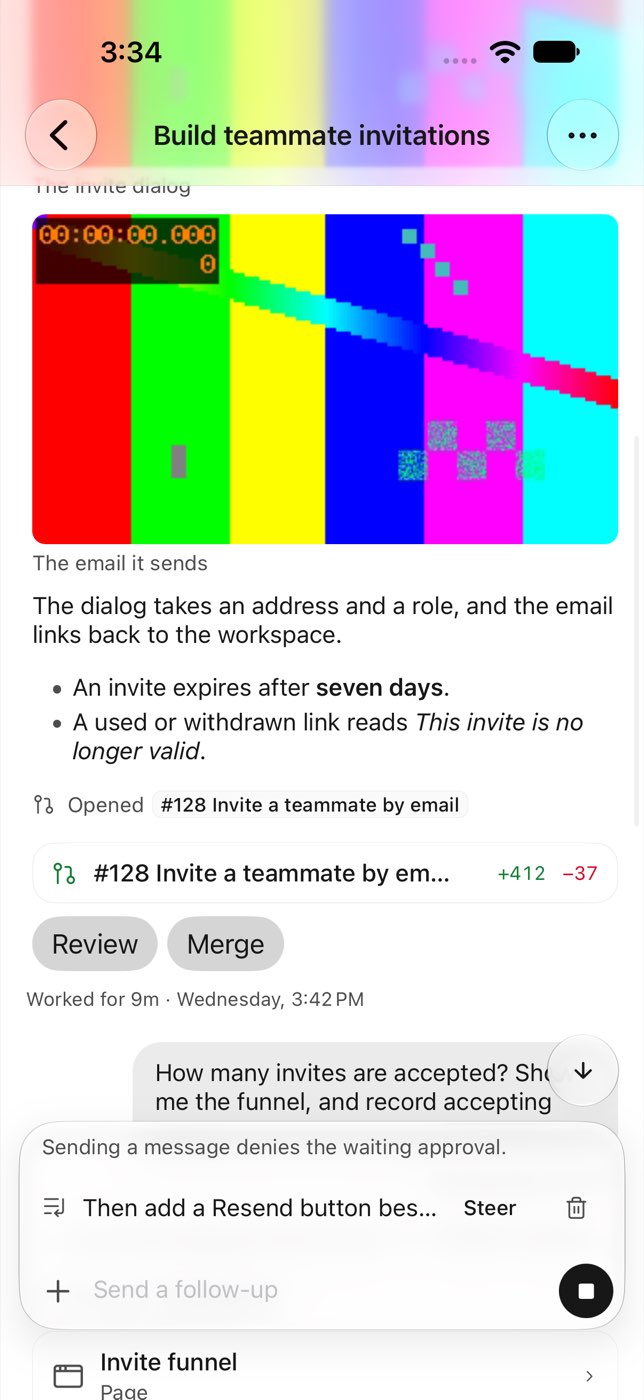 3:34
Build teammate invitations
The invite dialog
00:00:00.000
0
The email it sends
The dialog takes an address and a role, and the email
links back to the workspace.
• An invite expires after seven days.
• A used or withdrawn link reads This invite is no
longer valid.
Opened #128 Invite a teammate by email
#128 Invite a teammate by em... +412 −37
Review Merge
Worked for 9m · Wednesday, 3:42 PM
How many invites are accepted? Show
me the funnel, and record accepting
Sending a message denies the waiting approval.
Then add a Resend button bes... Steer
Send a follow-up
Invite funnel
Page